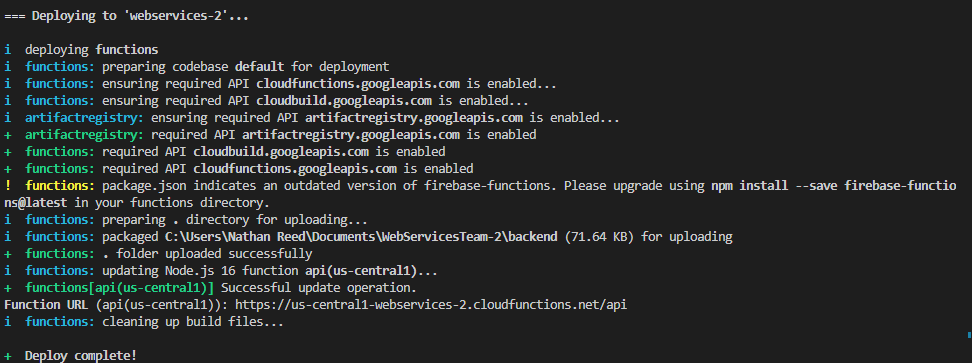 === Deploying to 'webservices-2'...
i deploying functions
i functions: preparing codebase default for deployment
i functions: ensuring required API cloudfunctions.googleapis.com is enabled...
i functions: ensuring required API cloudbuild.googleapis.com is enabled...
i artifactregistry: ensuring required API artifactregistry.googleapis.com is enabled...
+ artifactregistry: required API artifactregistry.googleapis.com is enabled
+ functions: required API cloudbuild.googleapis.com is enabled
+ functions: required API cloudfunctions.googleapis.com is enabled
! functions: package.json indicates an outdated version of firebase-functions. Please upgrade using npm install --save firebase-functio
ns@latest in your functions directory.
i functions: preparing . directory for uploading...
i functions: packaged C:\Users\Nathan Reed\Documents\WebServicesTeam-2\backend (71.64 KB) for uploading
+ functions: . folder uploaded successfully
i functions: updating Node.js 16 function api(us-central1)...
+ functions[api(us-central1)] Successful update operation.
Function URL (api(us-central1)): https://us-central1-webservices-2.cloudfunctions.net/api
i functions: cleaning up build files...
+ Deploy complete!